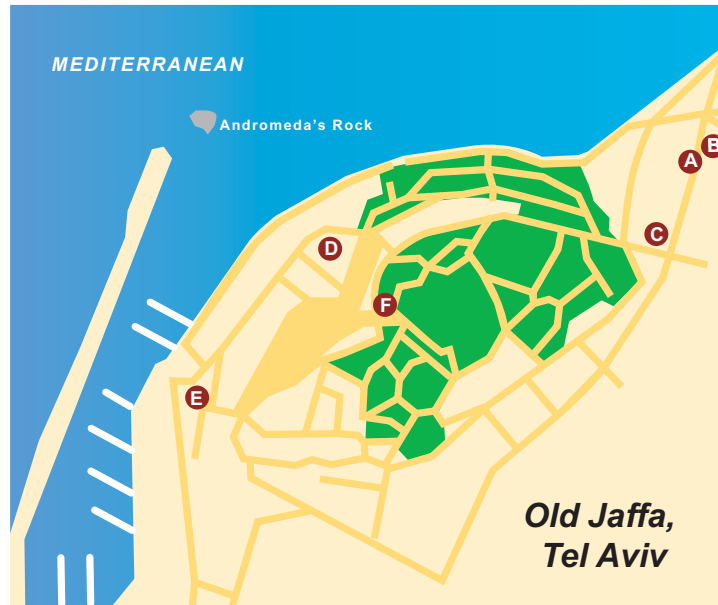 MEDITERRANEAN
Andromeda's Rock
B
A
C
D
F
E
Old Jaffa,
Tel Aviv